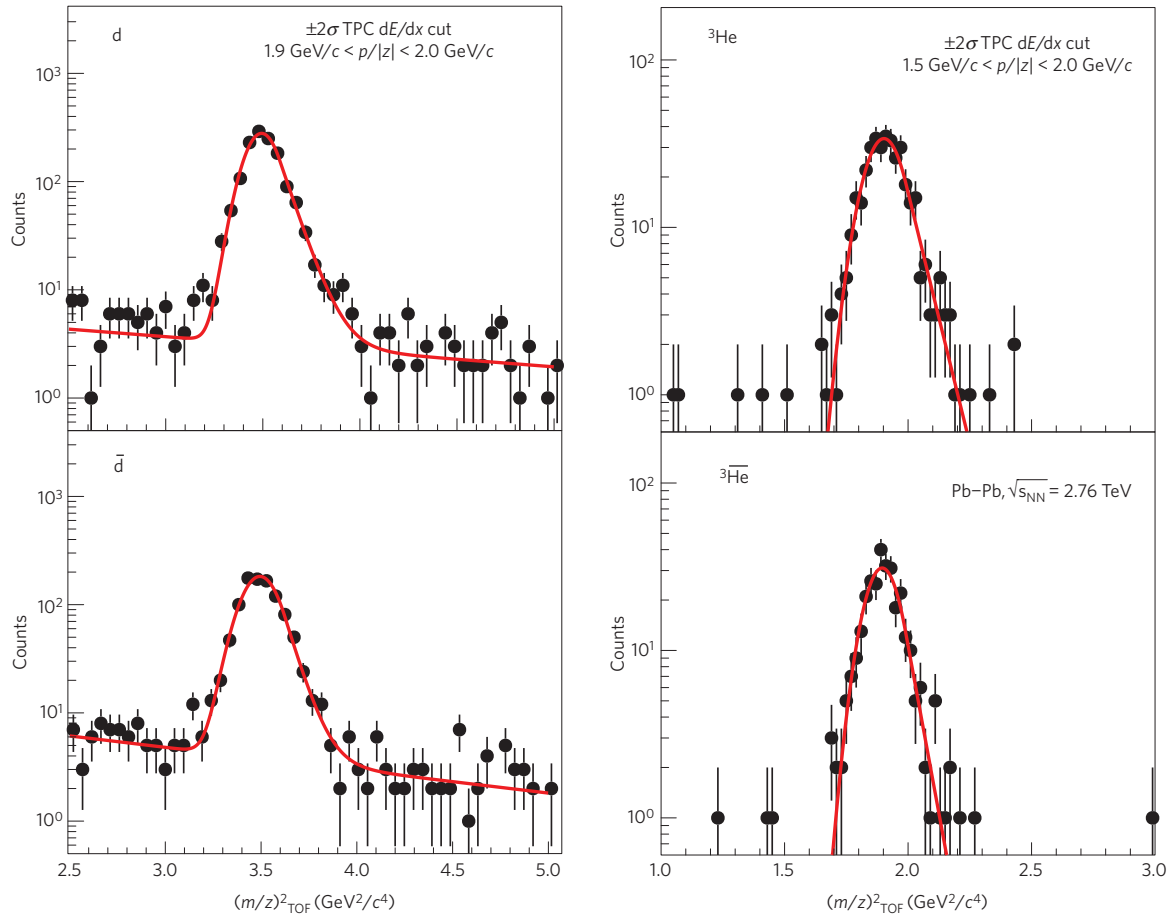 d
±2σ TPC dE/dx cut
1.9 GeV/c < p/|z| < 2.0 GeV/c
10³
10²
10¹
10⁰
Counts
d̄
10³
10²
10¹
10⁰
Counts
2.5 3.0 3.5 4.0 4.5 5.0
(m/z)²TOF (GeV²/c⁴)
³He
±2σ TPC dE/dx cut
1.5 GeV/c < p/|z| < 2.0 GeV/c
10²
10¹
10⁰
Counts
³H̅e̅
Pb–Pb, √sNN = 2.76 TeV
10²
10¹
10⁰
Counts
1.0 1.5 2.0 2.5 3.0
(m/z)²TOF (GeV²/c⁴)